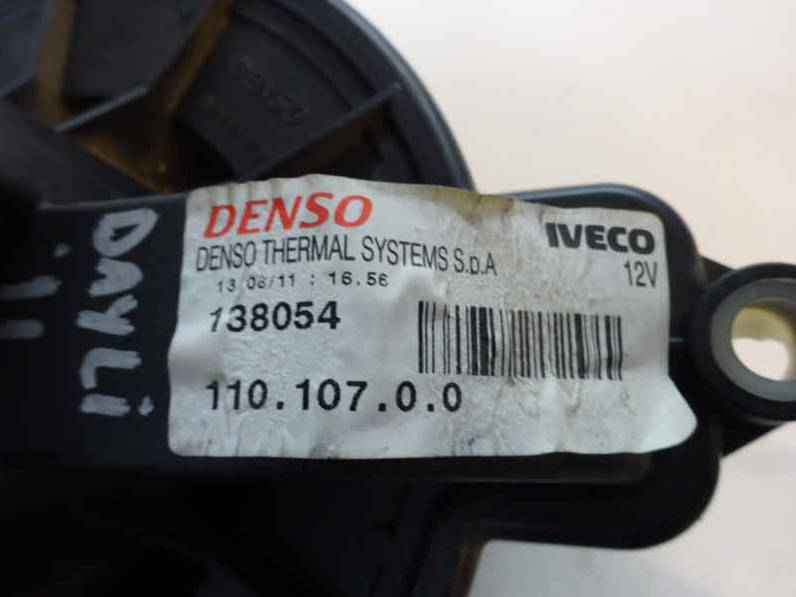 DENSO
IVECO
DENSO THERMAL SYSTEMS S.p.A
12V
13/06/11 : 16.56
138054
110.107.0.0
DAYLI